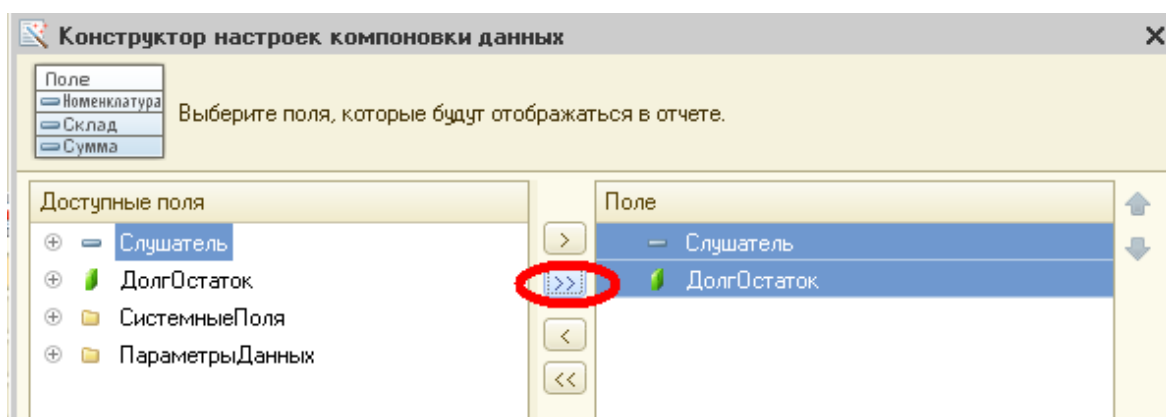 Конструктор настроек компоновки данных
Поле
Номенклатура
Склад
Сумма
Выберите поля, которые будут отображаться в отчете.
Доступные поля
Слушатель
ДолгОстаток
СистемныеПоля
ПараметрыДанных
>
>>
<
<<
Поле
Слушатель
ДолгОстаток